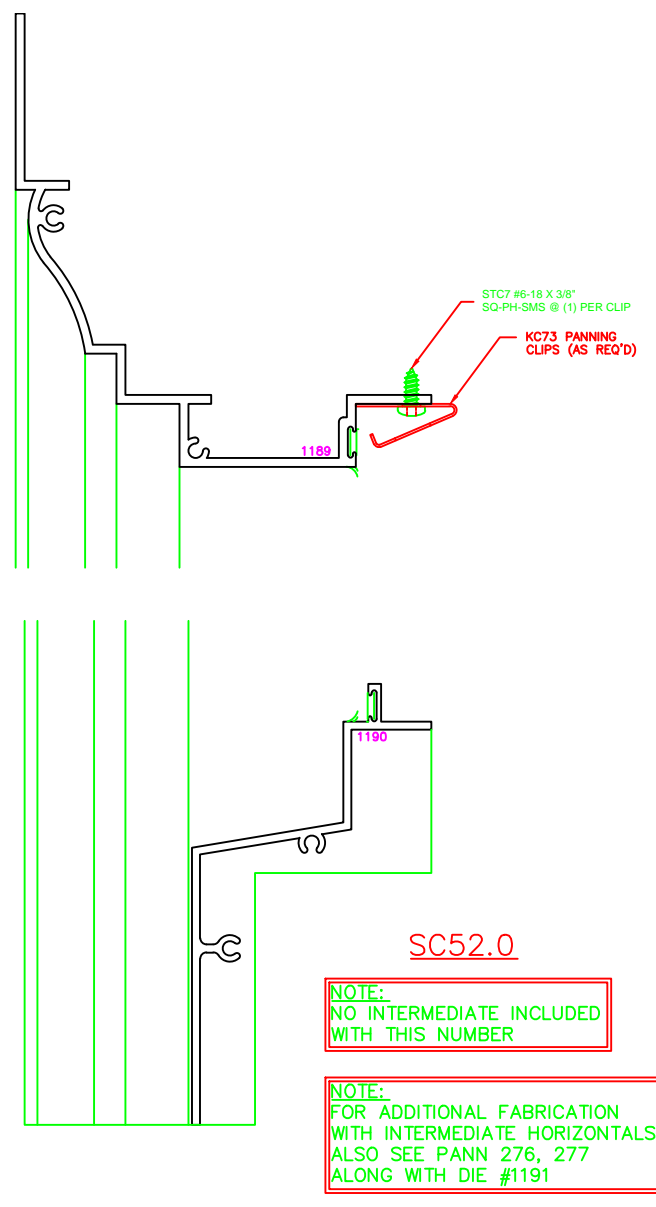 STC7 #6-18 X 3/8"
SQ-PH-SMS @ (1) PER CLIP
KC73 PANNING
CLIPS (AS REQ'D)
1189
1190
SC52.0
NOTE:
NO INTERMEDIATE INCLUDED
WITH THIS NUMBER
NOTE:
FOR ADDITIONAL FABRICATION
WITH INTERMEDIATE HORIZONTALS
ALSO SEE PANN 276, 277
ALONG WITH DIE #1191